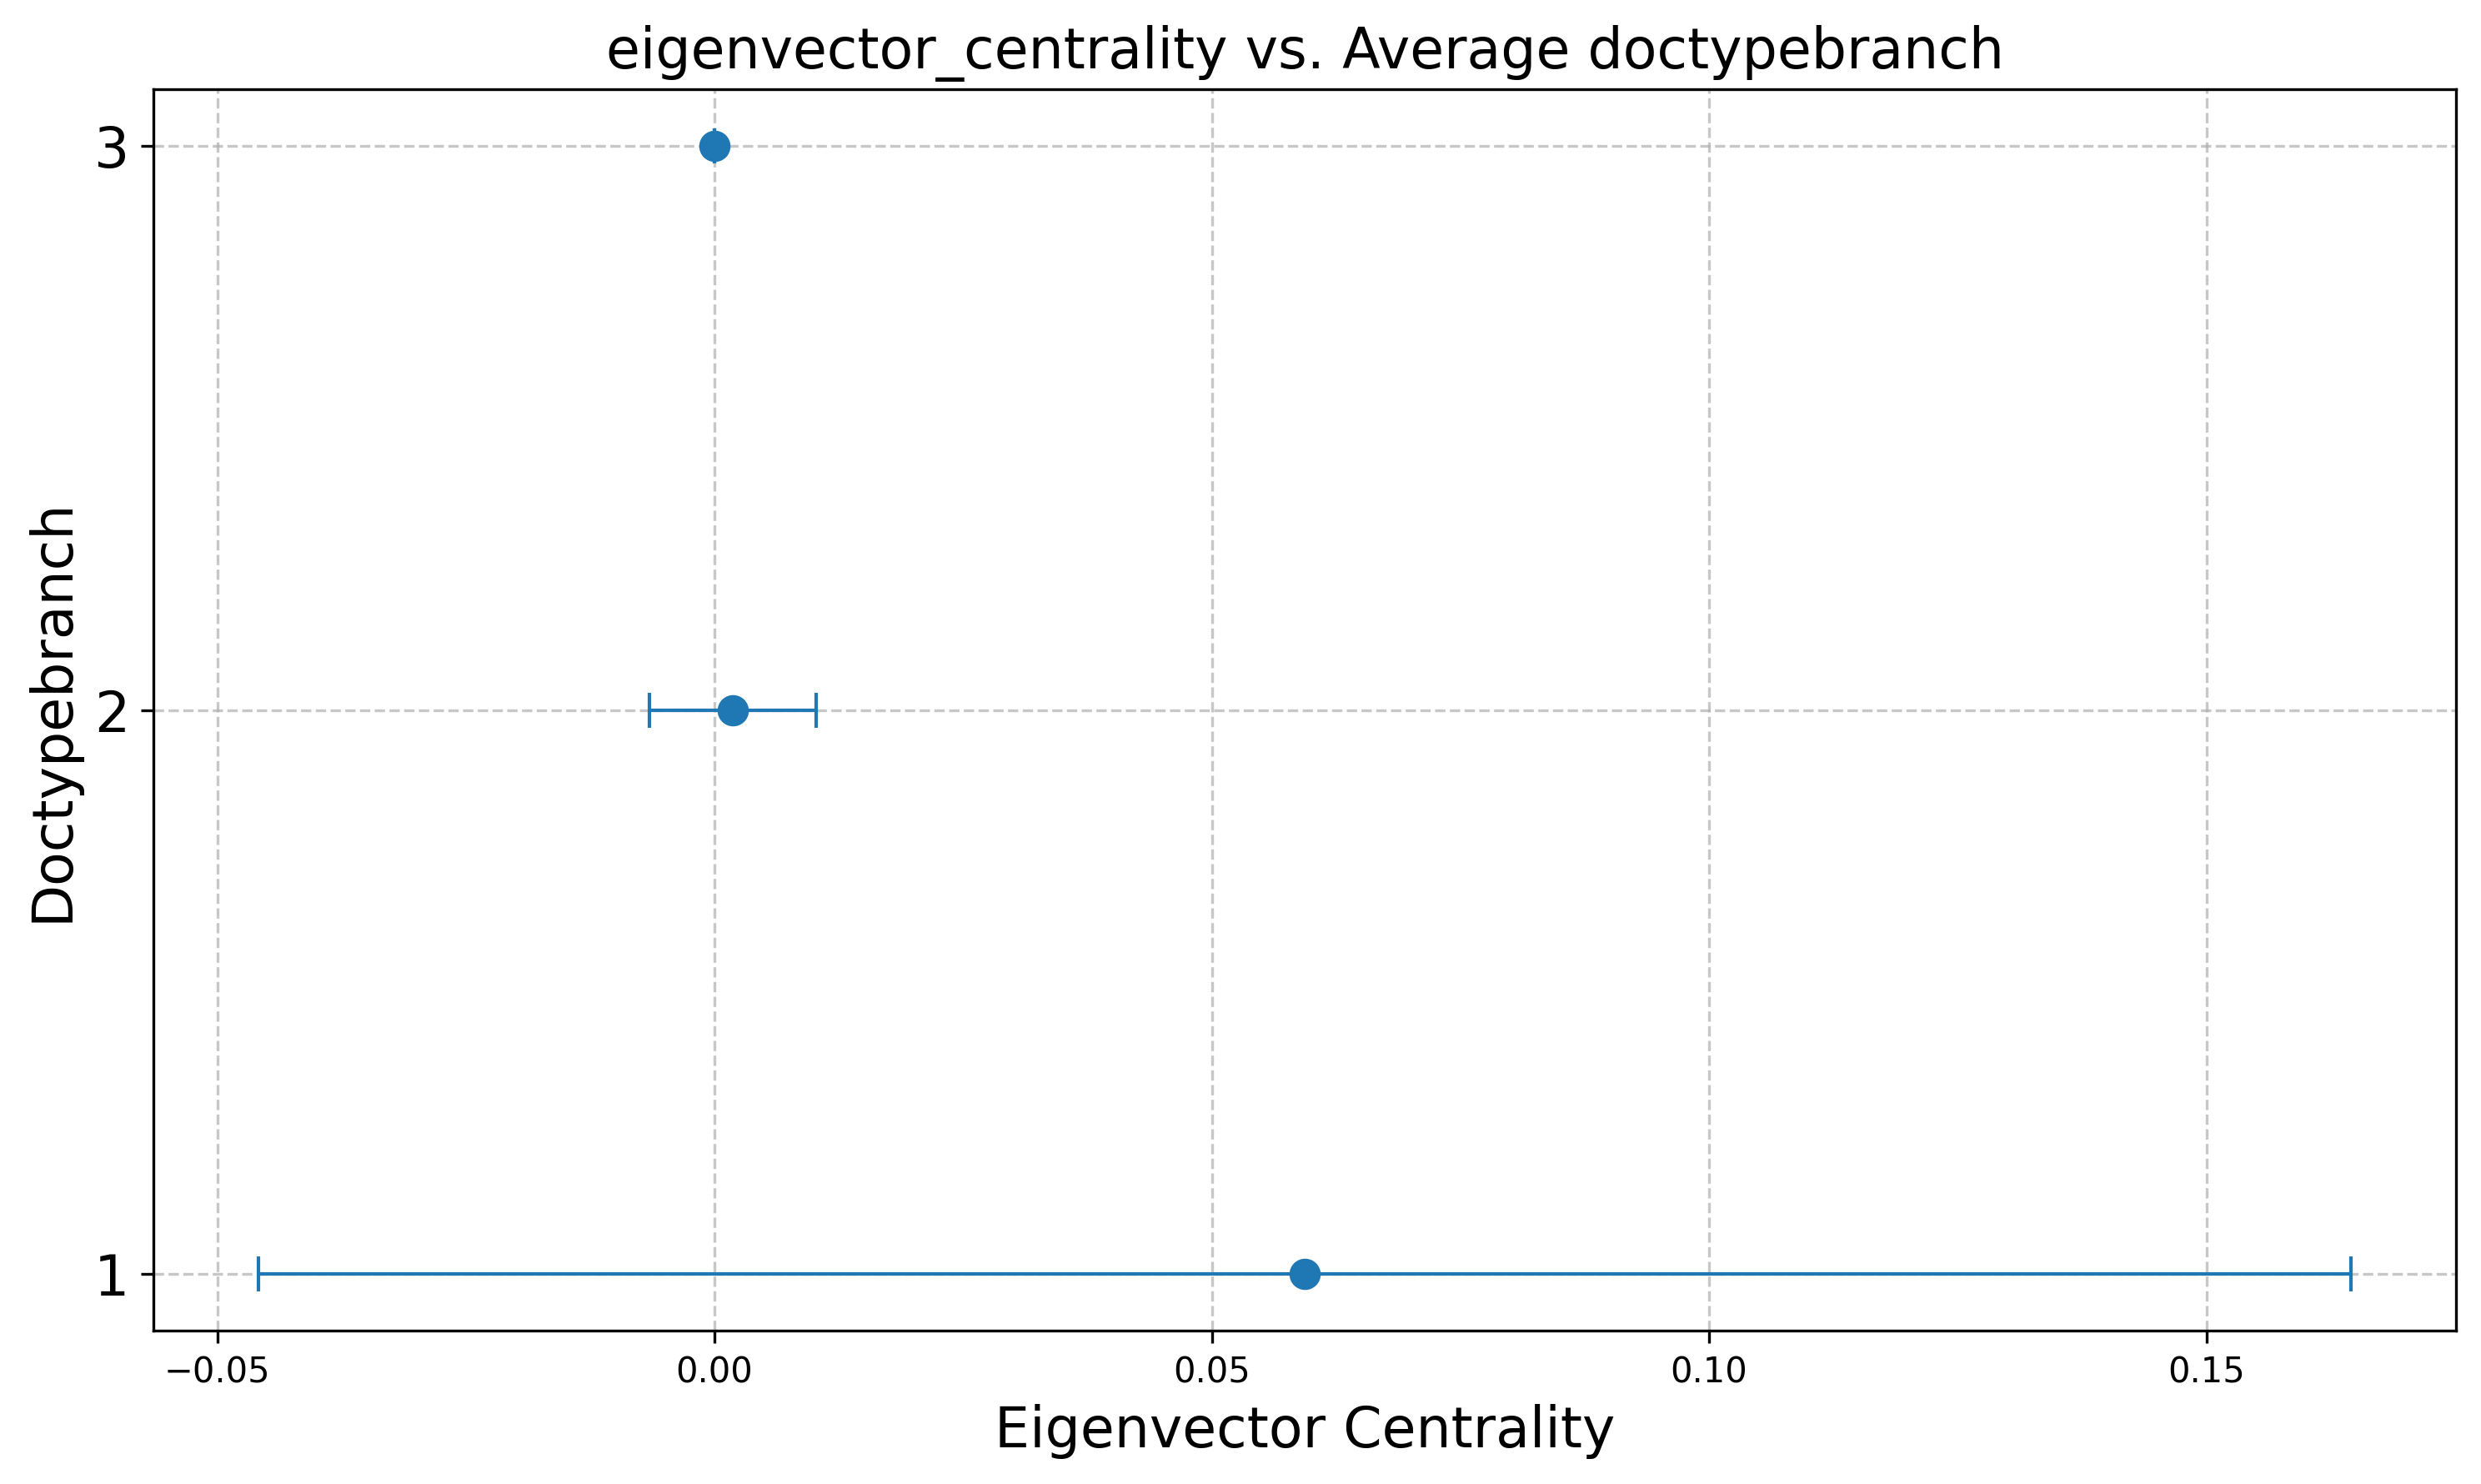 eigenvector_centrality vs. Average doctypebranch
3
2
1
Doctypebranch
−0.05
0.00
0.05
0.10
0.15
Eigenvector Centrality